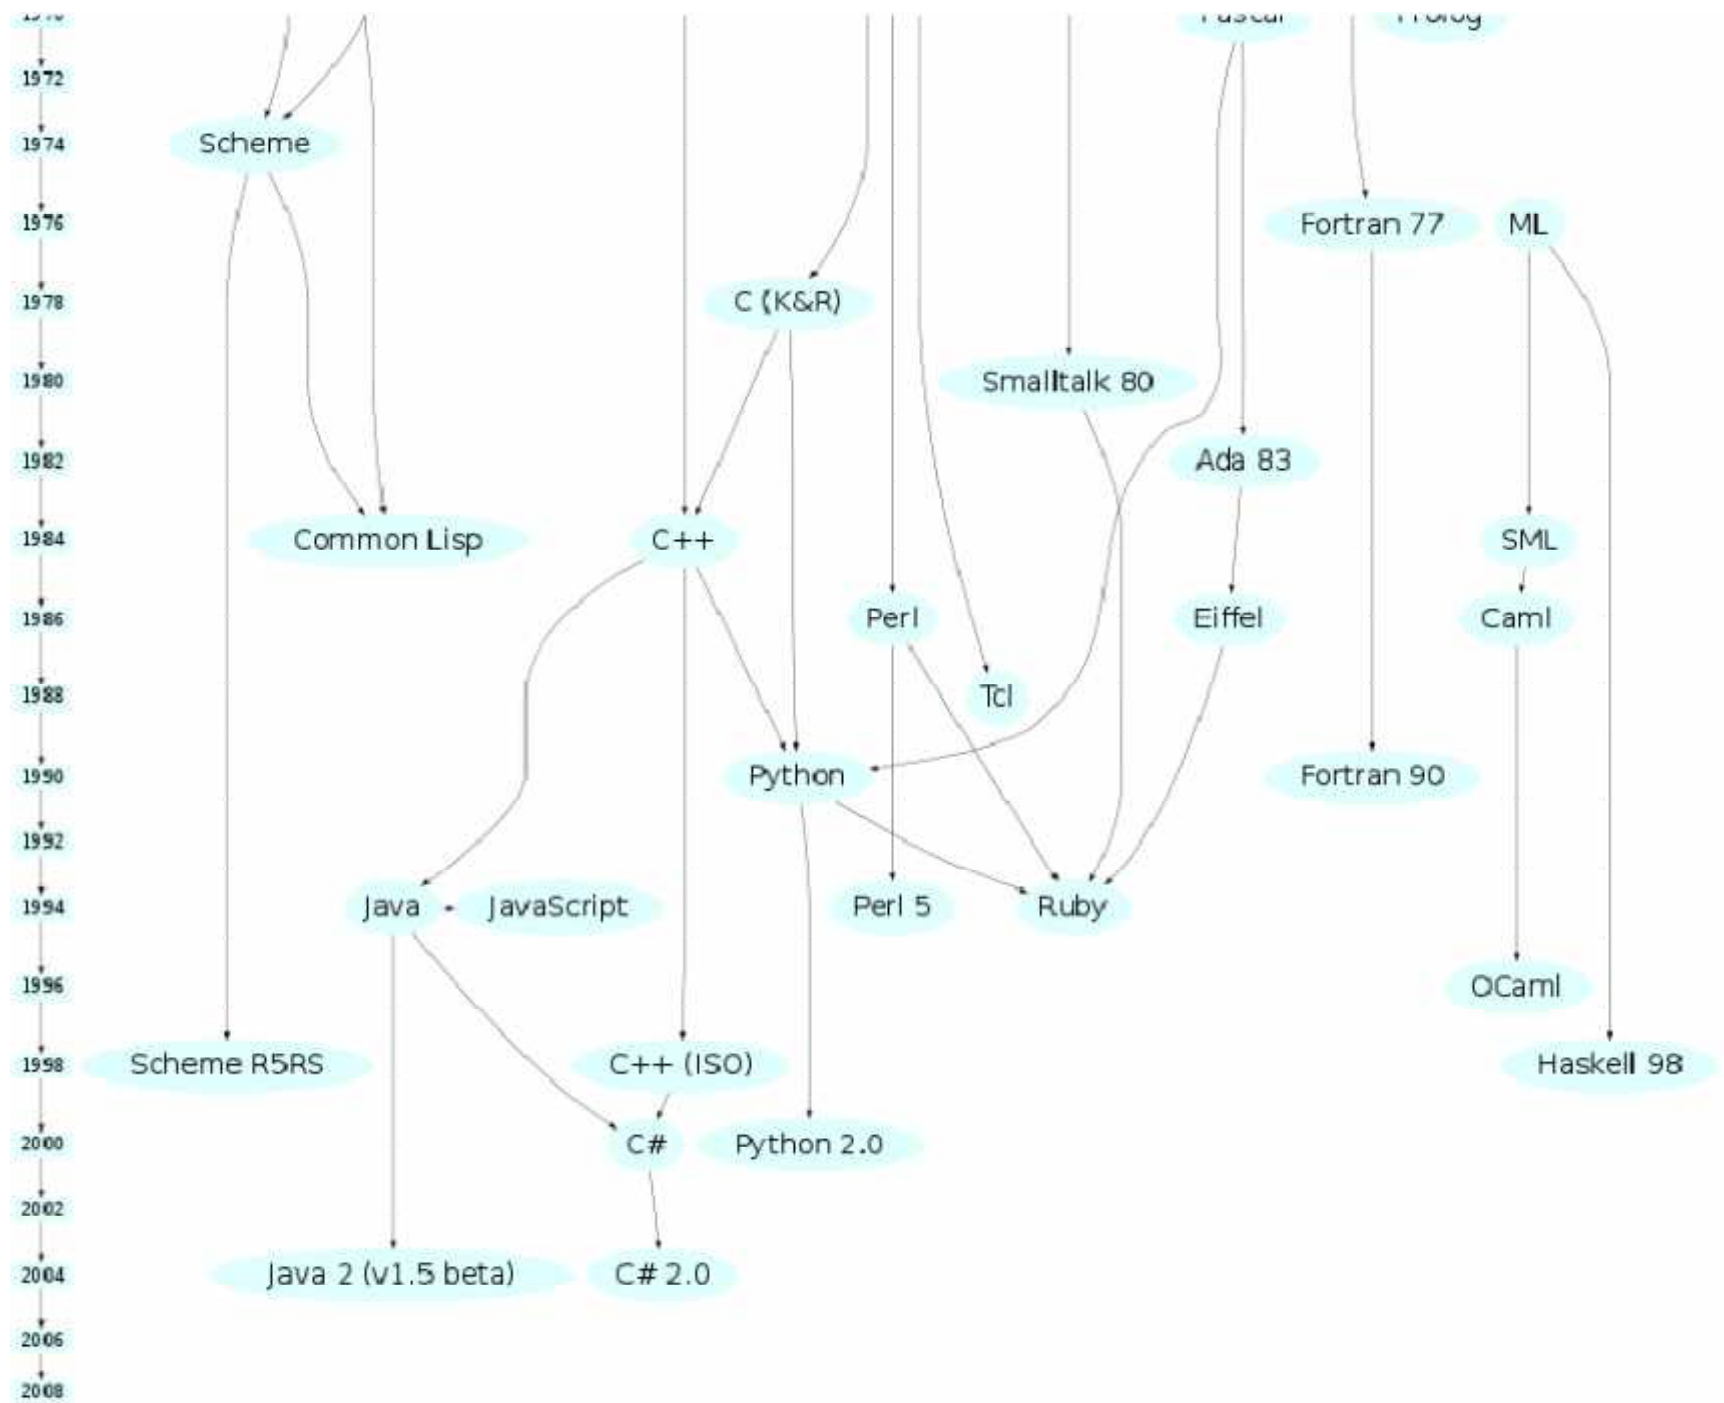 1970 Pascal Prolog
1972
Scheme
1974
1976 Fortran 77 ML
1978 C (K&R)
1980 Smalltalk 80
1982 Ada 83
1984 Common Lisp C++ SML
1986 Perl Eiffel Caml
1988 Tcl
1990 Python Fortran 90
1992
1994 Java JavaScript Perl 5 Ruby
1996 OCaml
1998 Scheme R5RS C++ (ISO) Haskell 98
2000 C# Python 2.0
2002
2004 Java 2 (v1.5 beta) C# 2.0
2006
2008